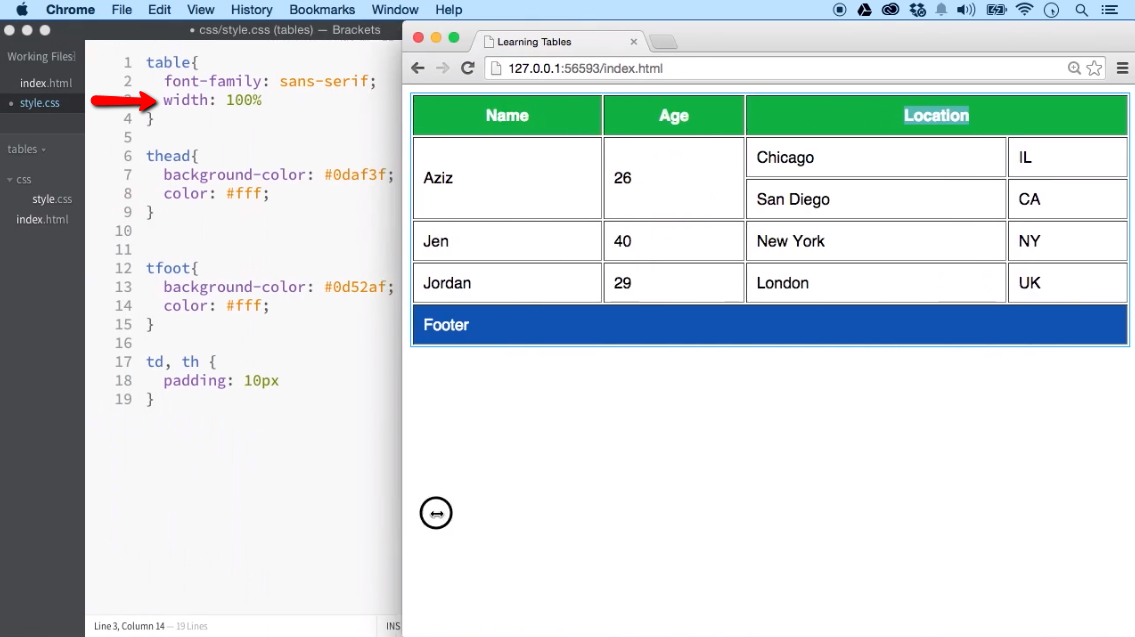 Chrome File Edit View History Bookmarks Window Help
• css/style.css (tables) — Brackets
Working Files
index.html
• style.css
tables
css
style.css
index.html
1 table{
2 font-family: sans-serif;
width: 100%
4 }
5
6 thead{
7 background-color: #0daf3f;
8 color: #fff;
9 }
10
11
12 tfoot{
13 background-color: #0d52af;
14 color: #fff;
15 }
16
17 td, th {
18 padding: 10px
19 }
Line 3, Column 14 — 19 Lines
INS
Learning Tables
127.0.0.1:56593/index.html
Name Age Location
Aziz 26 Chicago IL
San Diego CA
Jen 40 New York NY
Jordan 29 London UK
Footer